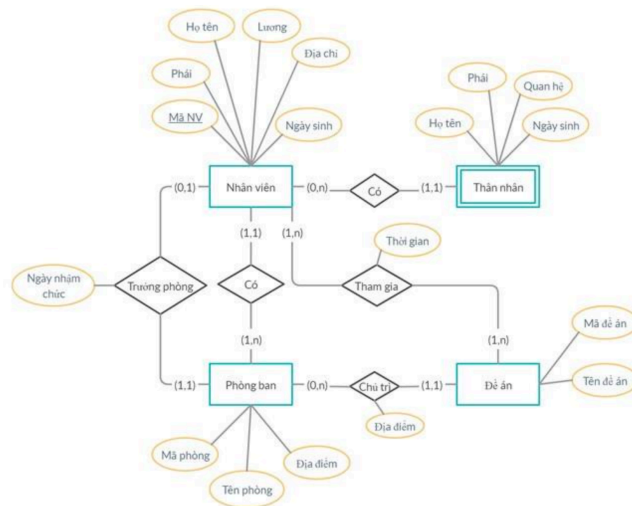 Họ tên
Lương
Địa chỉ
Phái
Mã NV
Ngày sinh
Phái
Quan hệ
Họ tên
Ngày sinh
(0,1)
Nhân viên
(0,n)
Có
(1,1)
Thân nhân
(1,1)
(1,n)
Thời gian
Ngày nhậm
chức
Trưởng phòng
Có
Tham gia
Mã đề án
(1,n)
(1,n)
(1,1)
Phòng ban
(0,n)
Chủ trì
(1,1)
Đề án
Tên đề án
Địa điểm
Mã phòng
Địa điểm
Tên phòng